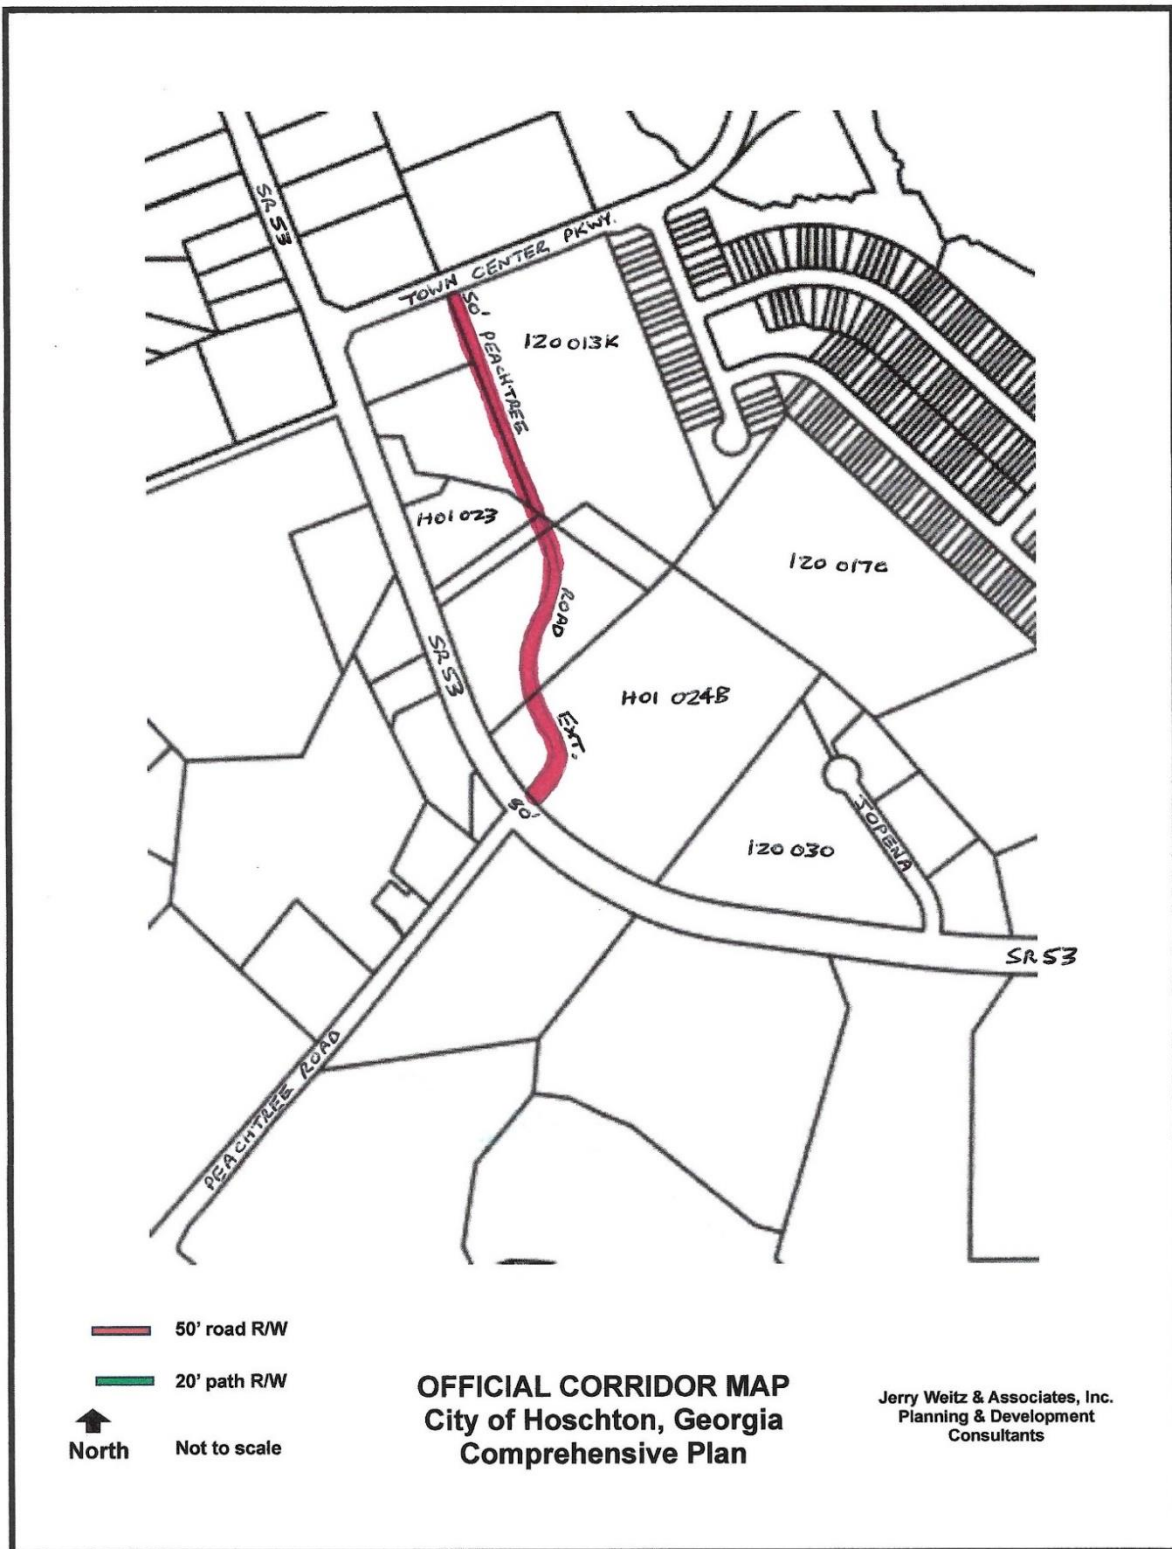 SR 53
TOWN CENTER PKWY.
50' PEACHTREE
120 013K
H01 023
120 017C
ROAD
SR 53
H01 024B
EXT.
80'
JOPENA
120 030
SR 53
PEACHTREE ROAD
50' road R/W
20' path R/W
North
Not to scale
OFFICIAL CORRIDOR MAP
City of Hoschton, Georgia
Comprehensive Plan
Jerry Weitz & Associates, Inc.
Planning & Development
Consultants